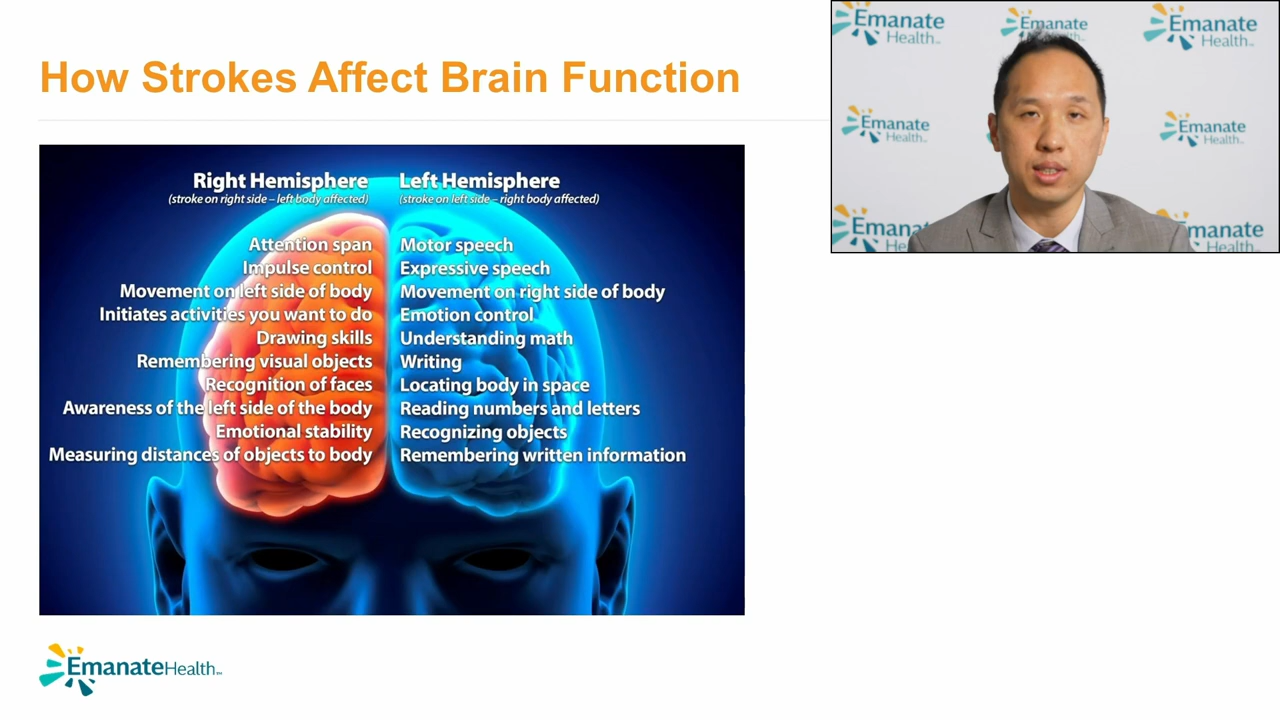 How Strokes Affect Brain Function
Right Hemisphere
(stroke on right side – left body affected)
Attention span
Impulse control
Movement on left side of body
Initiates activities you want to do
Drawing skills
Remembering visual objects
Recognition of faces
Awareness of the left side of the body
Emotional stability
Measuring distances of objects to body
Left Hemisphere
(stroke on left side – right body affected)
Motor speech
Expressive speech
Movement on right side of body
Emotion control
Understanding math
Writing
Locating body in space
Reading numbers and letters
Recognizing objects
Remembering written information
EmanateHealth
Emanate
Health
Emanate
Health
Emanate
Health
Emanate
Health
Emanate
Health
Emana
Hea
manate
Health